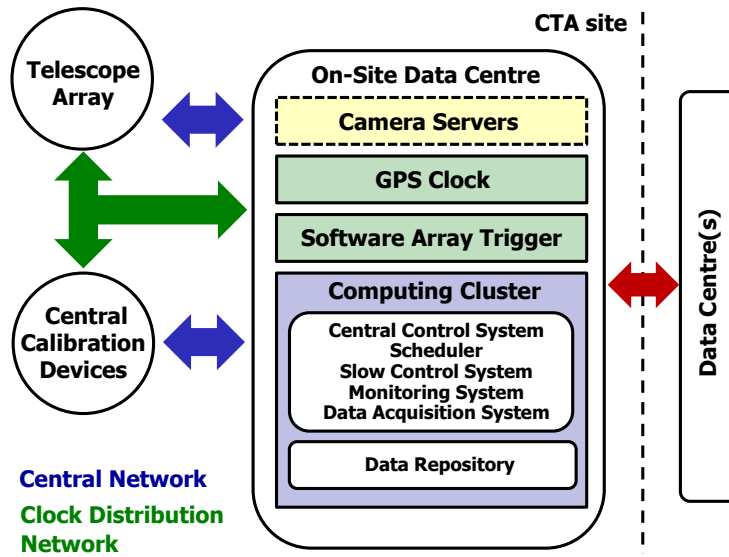 CTA site
Telescope
Array
On-Site Data Centre
Camera Servers
GPS Clock
Software Array Trigger
Computing Cluster
Central Control System
Scheduler
Slow Control System
Monitoring System
Data Acquisition System
Data Repository
Central
Calibration
Devices
Data Centre(s)
Central Network
Clock Distribution
Network